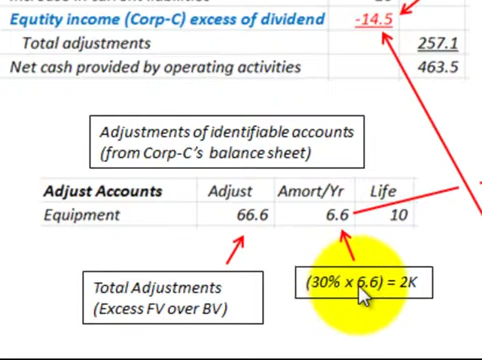 Equtity income (Corp-C) excess of dividend -14.5
Total adjustments 257.1
Net cash provided by operating activities 463.5
Adjustments of identifiable accounts
(from Corp-C's balance sheet)
Adjust Accounts Adjust Amort/Yr Life
Equipment 66.6 6.6 10
Total Adjustments
(Excess FV over BV)
(30% x 6.6) = 2K